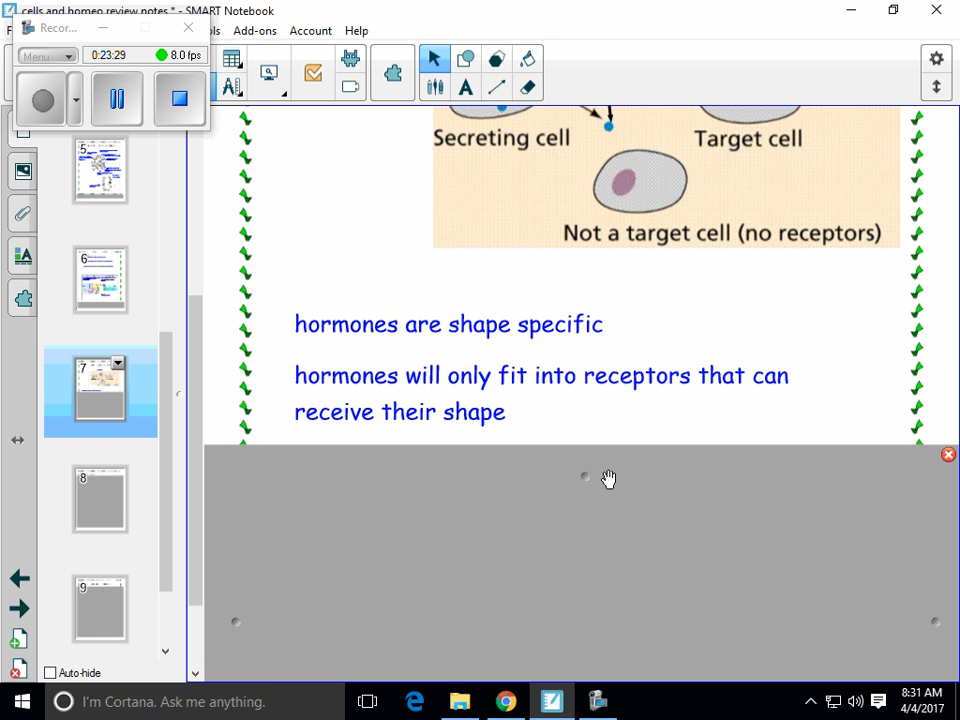 cells and homeo review notes * - SMART Notebook
Recor...
ls Add-ons Account Help
Menu...
0:23:29
8.0 fps
5
6
7
8
9
Auto-hide
Secreting cell
Target cell
Not a target cell (no receptors)
hormones are shape specific
hormones will only fit into receptors that can
receive their shape
I'm Cortana. Ask me anything.
8:31 AM
4/4/2017